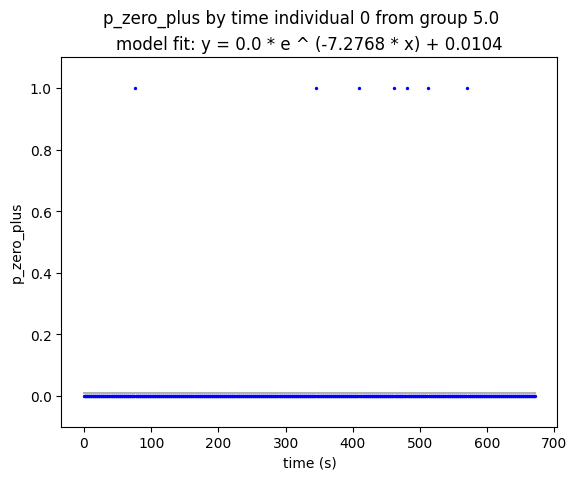 p_zero_plus by time individual 0 from group 5.0
model fit: y = 0.0 * e ^ (-7.2768 * x) + 0.0104
1.0
0.8
0.6
0.4
0.2
0.0
p_zero_plus
0 100 200 300 400 500 600 700
time (s)